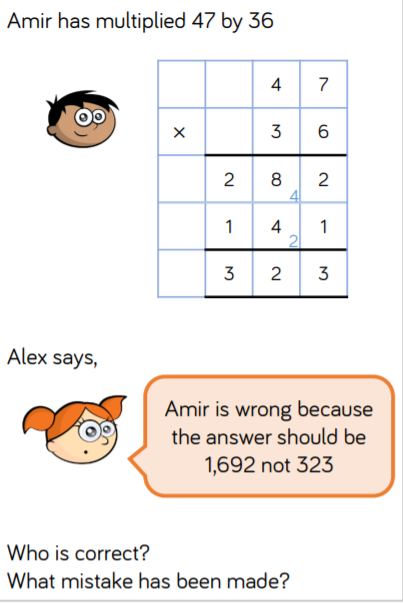 Amir has multiplied 47 by 36
4 7
× 3 6
2 8 4 2
1 4 2 1
3 2 3
Alex says,
Amir is wrong because
the answer should be
1,692 not 323
Who is correct?
What mistake has been made?